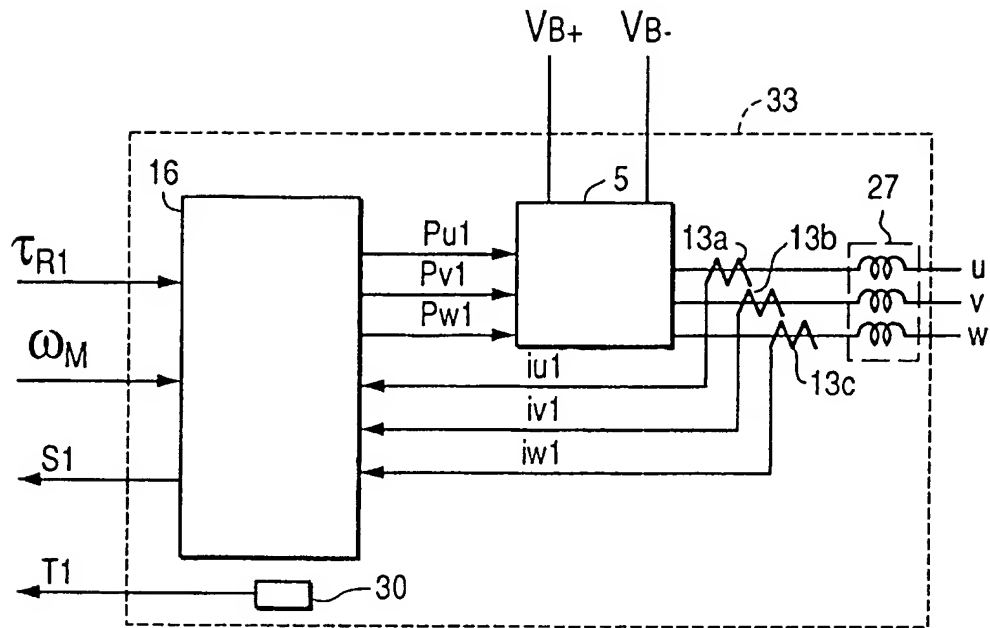 VB+ VB-
33
16
5
27
τR1
Pu1
13a
13b
u
Pv1
v
Pw1
w
ωM
iu1
13c
iv1
S1
iw1
T1
30